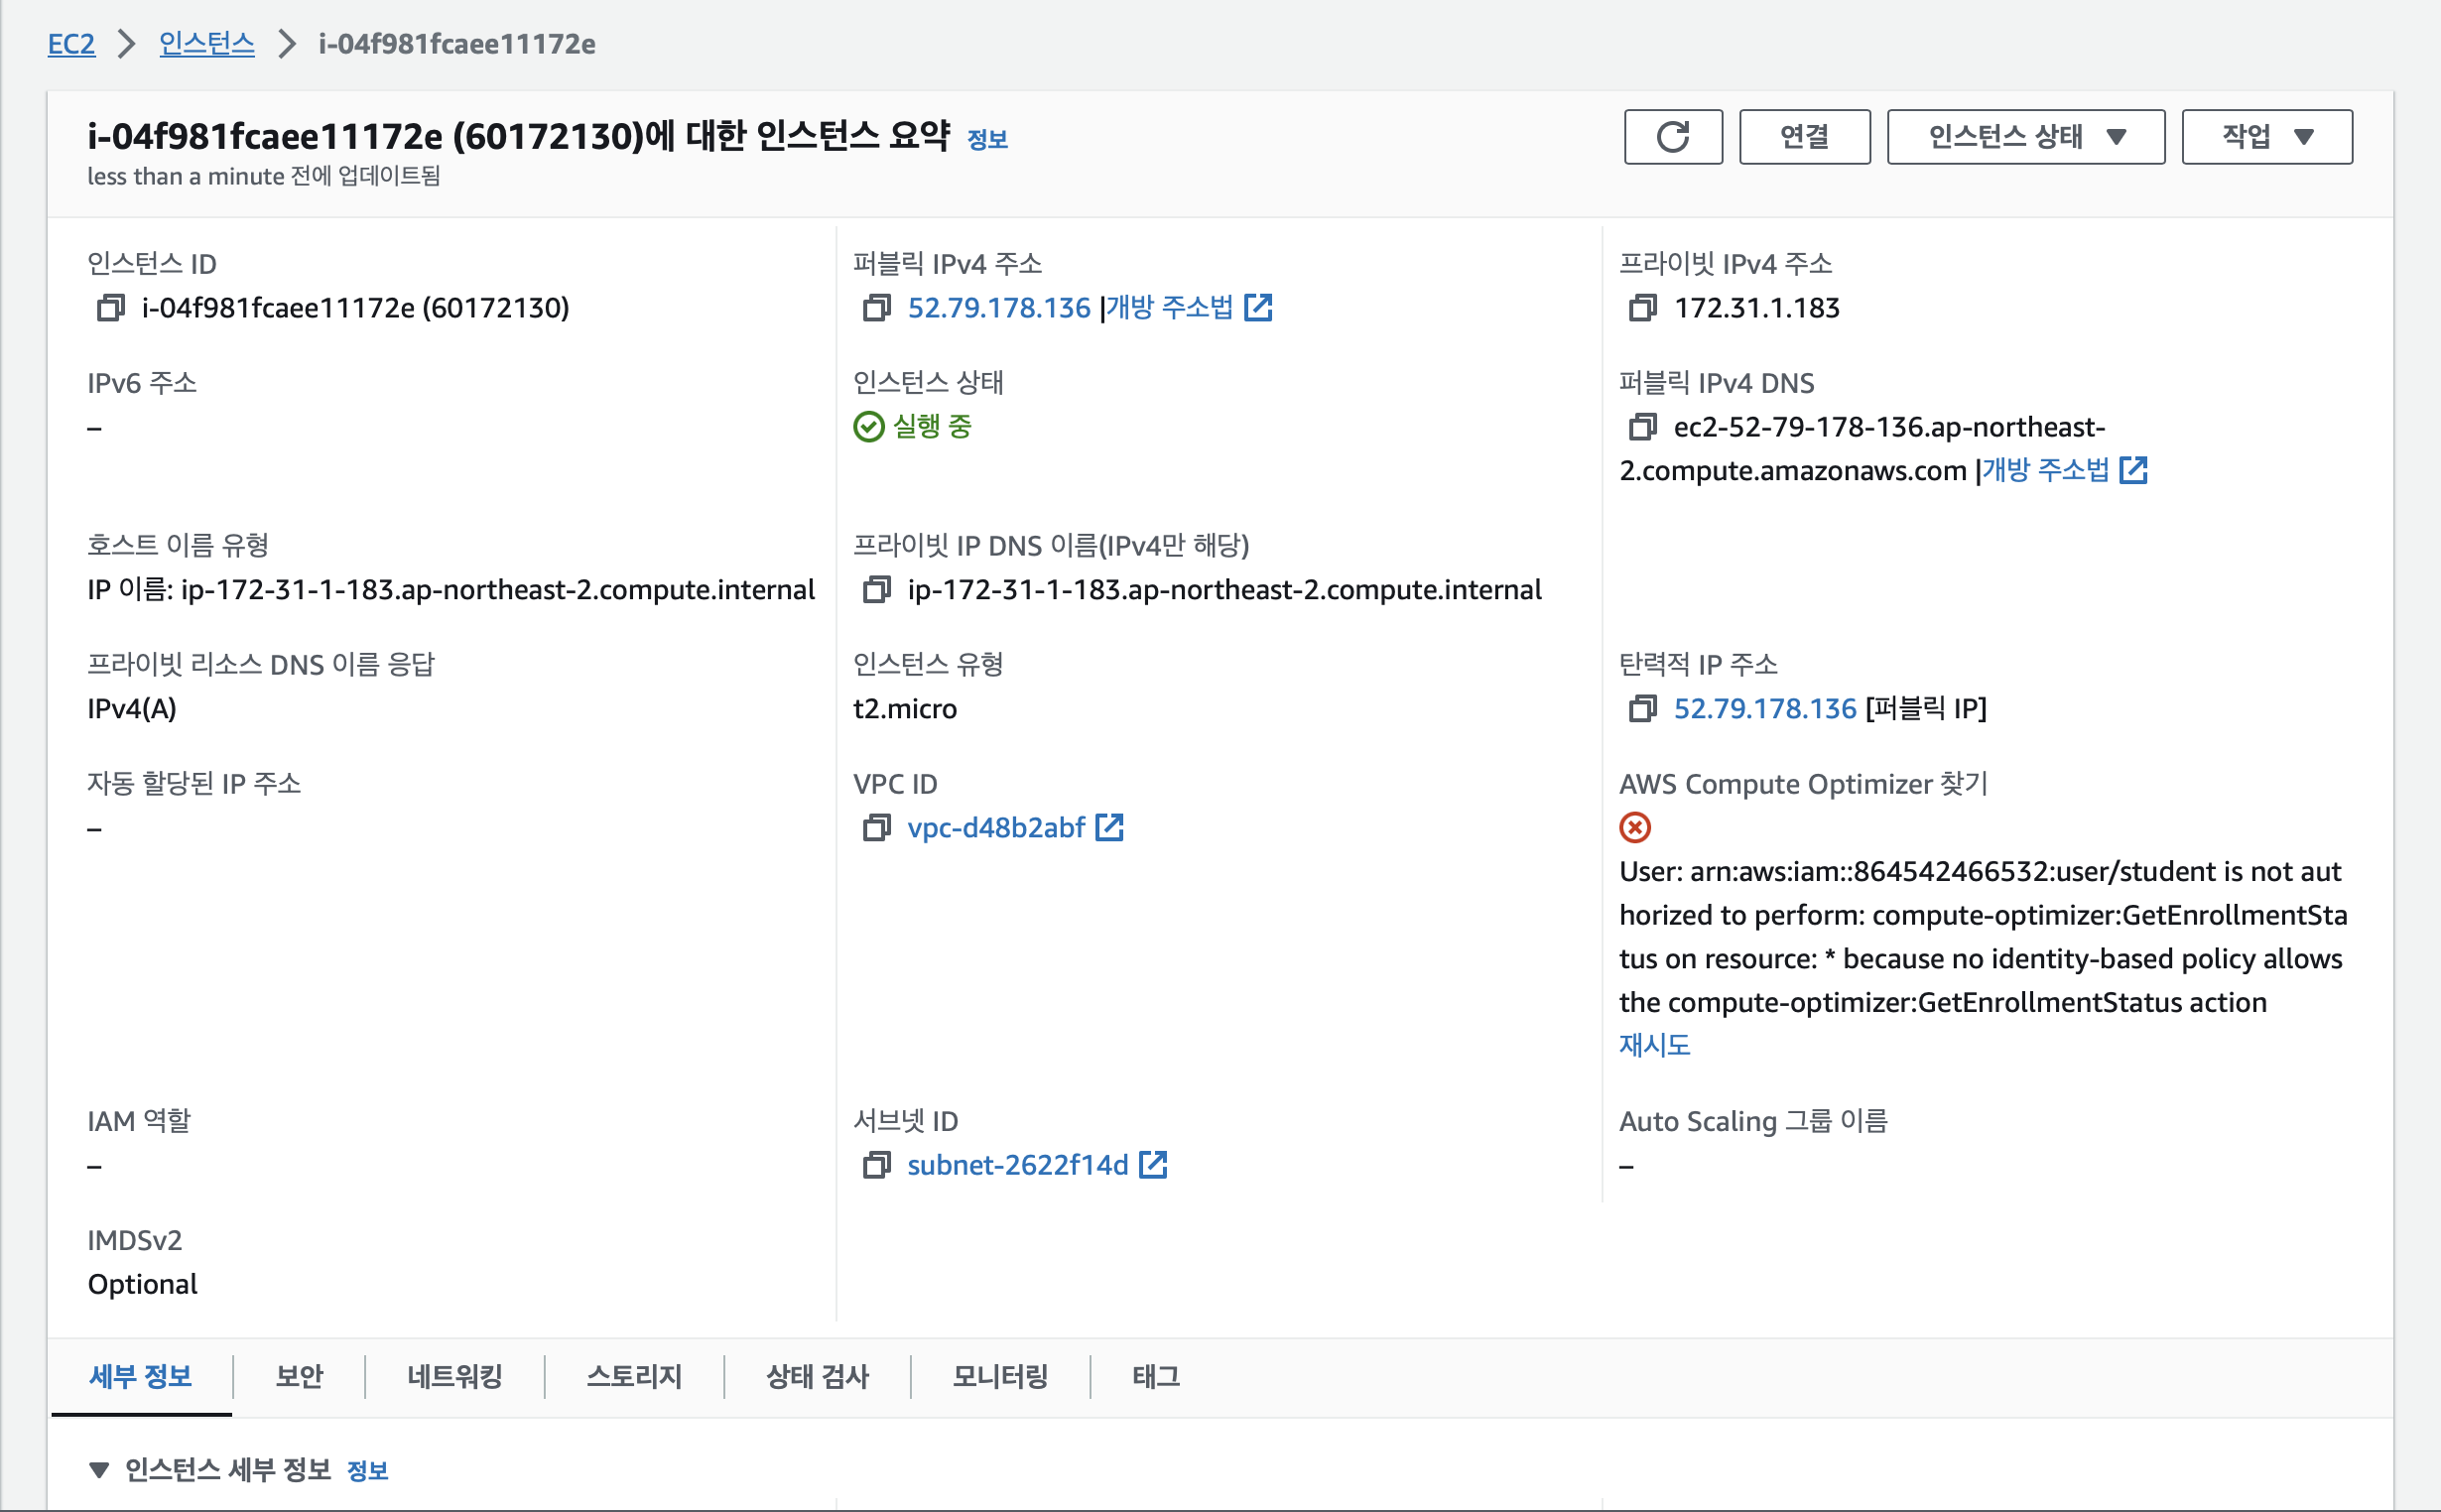 EC2 > 인스턴스 > i-04f981fcaee11172e
i-04f981fcaee11172e (60172130)에 대한 인스턴스 요약 정보
less than a minute 전에 업데이트됨
연결
인스턴스 상태
작업
인스턴스 ID
i-04f981fcaee11172e (60172130)
퍼블릭 IPv4 주소
52.79.178.136 |개방 주소법
프라이빗 IPv4 주소
172.31.1.183
IPv6 주소
–
인스턴스 상태
실행 중
퍼블릭 IPv4 DNS
ec2-52-79-178-136.ap-northeast-
2.compute.amazonaws.com |개방 주소법
호스트 이름 유형
IP 이름: ip-172-31-1-183.ap-northeast-2.compute.internal
프라이빗 IP DNS 이름(IPv4만 해당)
ip-172-31-1-183.ap-northeast-2.compute.internal
프라이빗 리소스 DNS 이름 응답
IPv4(A)
인스턴스 유형
t2.micro
탄력적 IP 주소
52.79.178.136 [퍼블릭 IP]
자동 할당된 IP 주소
–
VPC ID
vpc-d48b2abf
AWS Compute Optimizer 찾기
User: arn:aws:iam::864542466532:user/student is not aut
horized to perform: compute-optimizer:GetEnrollmentSta
tus on resource: * because no identity-based policy allows
the compute-optimizer:GetEnrollmentStatus action
재시도
IAM 역할
–
서브넷 ID
subnet-2622f14d
Auto Scaling 그룹 이름
–
IMDSv2
Optional
세부 정보
보안
네트워킹
스토리지
상태 검사
모니터링
태그
▼ 인스턴스 세부 정보 정보